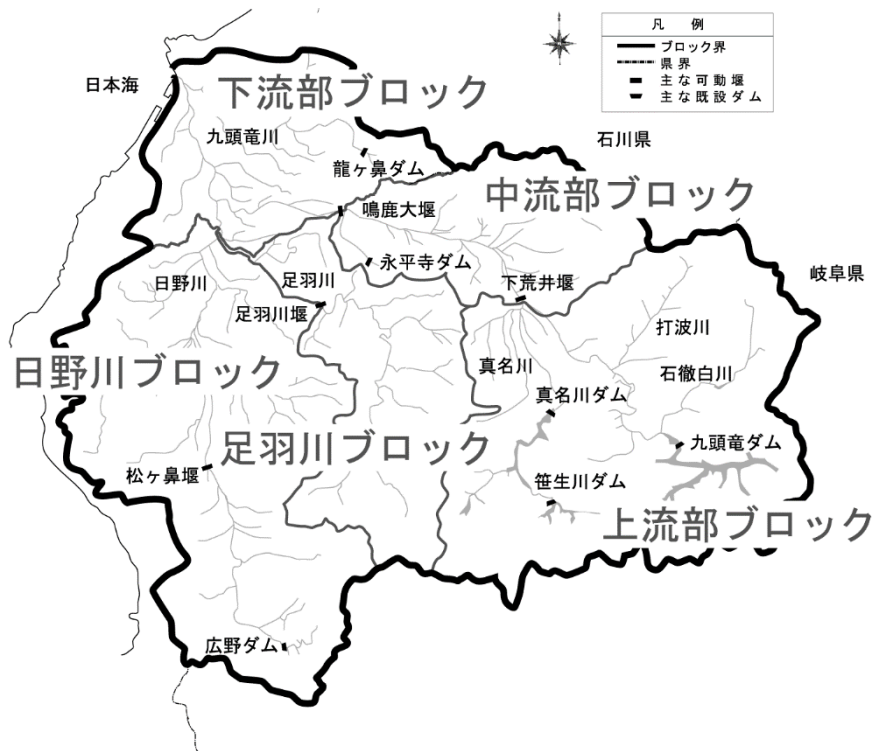 凡 例
ブロック界
県界
主な可動堰
主な既設ダム
日本海
下流部ブロック
九頭竜川
石川県
龍ヶ鼻ダム
中流部ブロック
鳴鹿大堰
永平寺ダム
岐阜県
日野川
足羽川
下荒井堰
足羽川堰
打波川
日野川ブロック
真名川
石徹白川
真名川ダム
足羽川ブロック
九頭竜ダム
松ヶ鼻堰
笹生川ダム
上流部ブロック
広野ダム